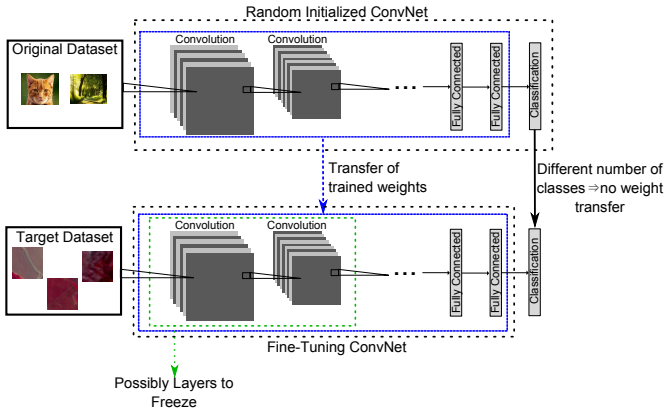 Random Initialized ConvNet
Original Dataset
Convolution
Convolution
Fully Connected
Fully Connected
Classification
Transfer of
trained weights
Different number of
classes⇒no weight
transfer
Target Dataset
Convolution
Convolution
Fully Connected
Fully Connected
Classification
Fine-Tuning ConvNet
Possibly Layers to
Freeze